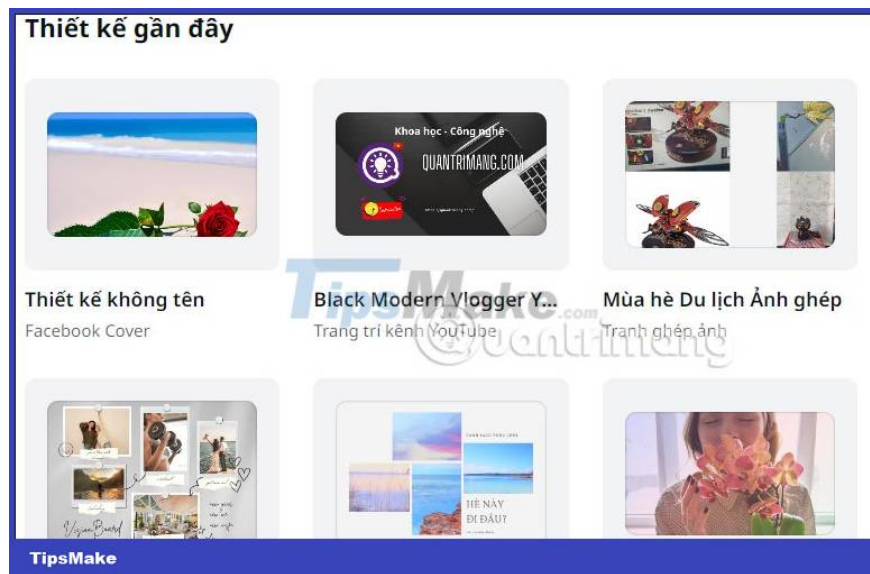 Thiết kế gần đây
Khoa học - Công nghệ
QUANTRIMANG.COM
Thiết kế không tên
Black Modern Vlogger Y...
Mùa hè Du lịch Ảnh ghép
Facebook Cover
Trang trí kênh YouTube
Tranh ghép ảnh
TipsMake.com
Quantrimang
Vision Board
HÈ NÀY
ĐI ĐÂU?
TipsMake